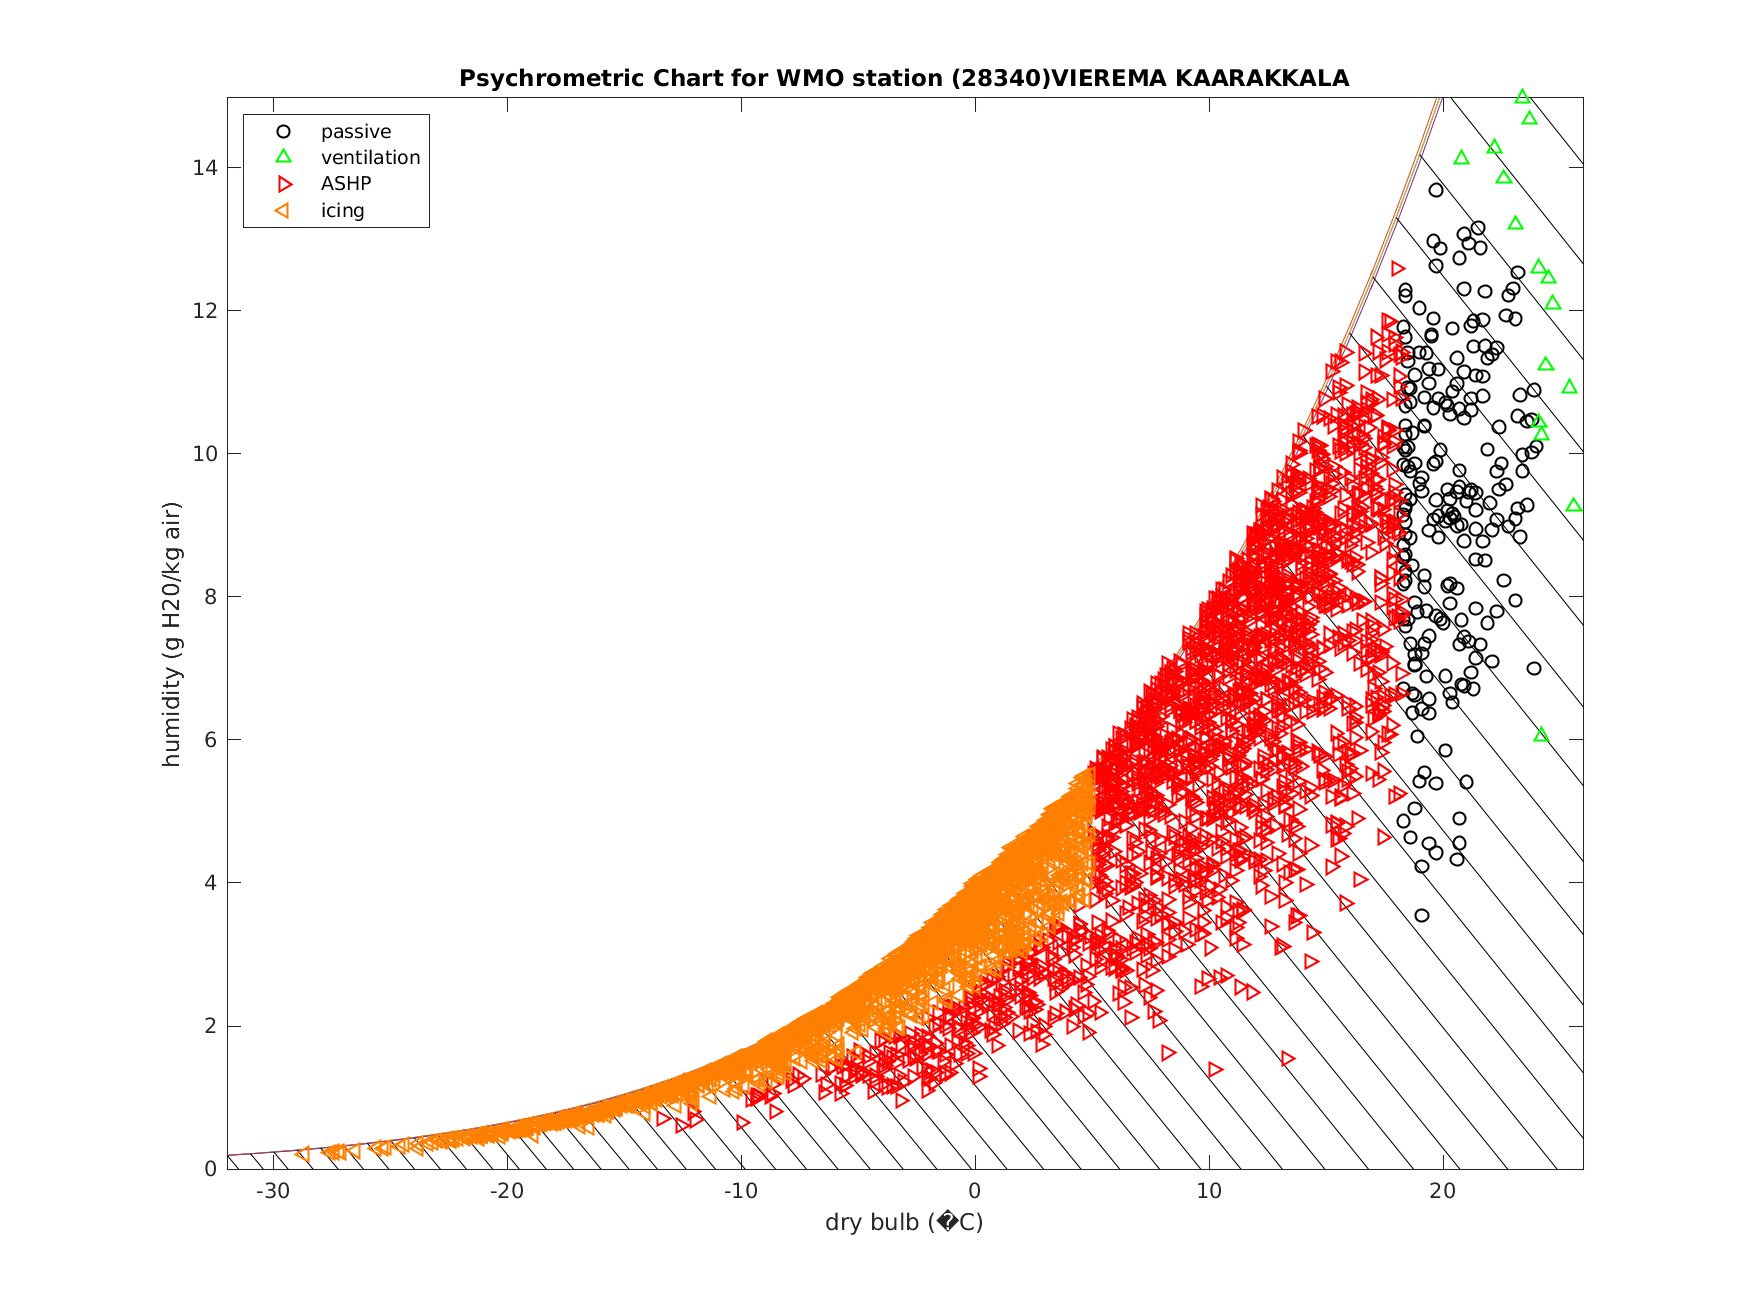 Psychrometric Chart for WMO station (28340)VIEREMA KAARAKKALA
passive
ventilation
ASHP
icing
14
12
10
8
6
4
2
0
humidity (g H20/kg air)
-30 -20 -10 0 10 20
dry bulb (�C)